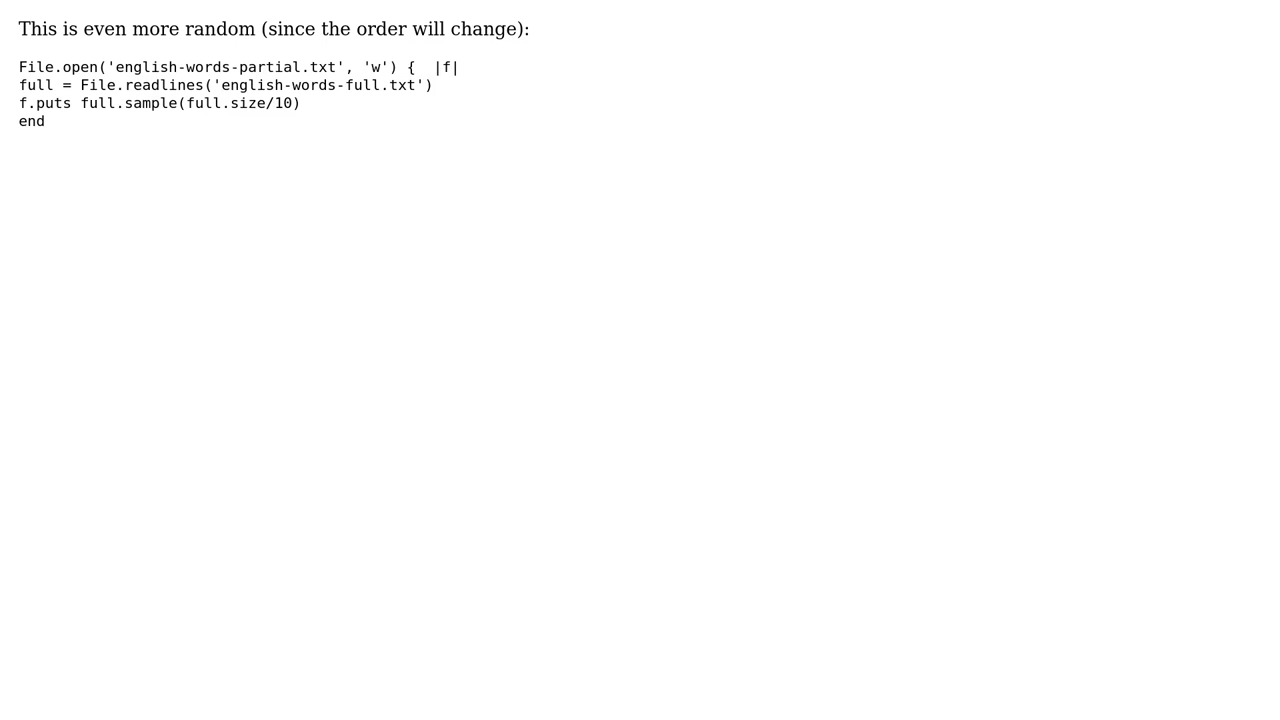 This is even more random (since the order will change):
File.open('english-words-partial.txt', 'w') {  |f|
full = File.readlines('english-words-full.txt')
f.puts full.sample(full.size/10)
end